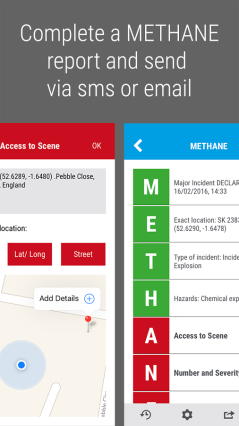 Complete a METHANE
report and send
via sms or email
Access to Scene
OK
(52.6289, -1.6480) .Pebble Close,
England
location:
Lat/ Long
Street
Add Details
METHANE
M
Major Incident DECLAR
16/02/2016, 14:33
E
Exact location: SK 238
(52.6290, -1.6478)
T
Type of incident: Incide
Explosion
H
Hazards: Chemical exp
A
Access to Scene
N
Number and Severit